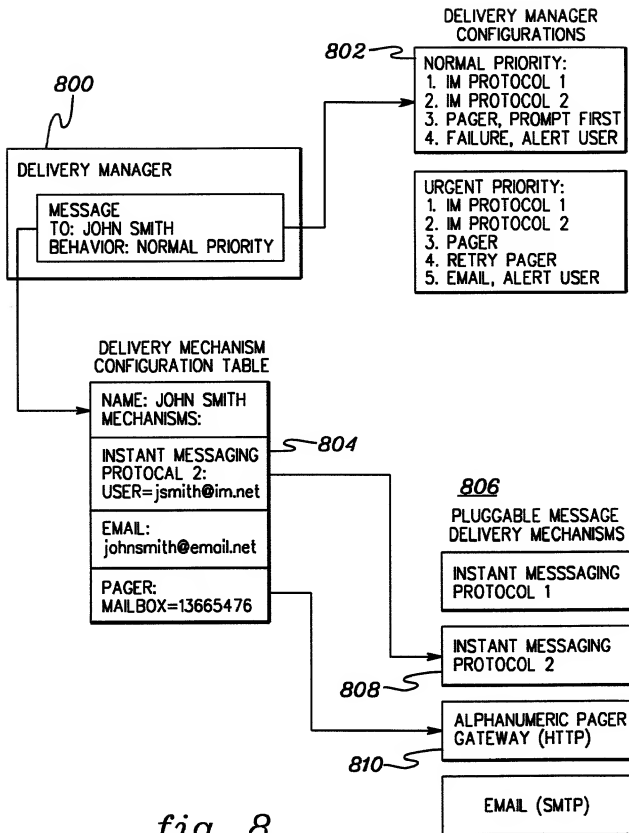 DELIVERY MANAGER
CONFIGURATIONS
802
NORMAL PRIORITY:
1. IM PROTOCOL 1
2. IM PROTOCOL 2
3. PAGER, PROMPT FIRST
4. FAILURE, ALERT USER
800
DELIVERY MANAGER
MESSAGE
TO: JOHN SMITH
BEHAVIOR: NORMAL PRIORITY
URGENT PRIORITY:
1. IM PROTOCOL 1
2. IM PROTOCOL 2
3. PAGER
4. RETRY PAGER
5. EMAIL, ALERT USER
DELIVERY MECHANISM
CONFIGURATION TABLE
NAME: JOHN SMITH
MECHANISMS:
804
INSTANT MESSAGING
PROTOCAL 2:
USER=jsmith@im.net
EMAIL:
johnsmith@email.net
PAGER:
MAILBOX=13665476
806
PLUGGABLE MESSAGE
DELIVERY MECHANISMS
INSTANT MESSSAGING
PROTOCOL 1
INSTANT MESSAGING
PROTOCOL 2
808
ALPHANUMERIC PAGER
GATEWAY (HTTP)
810
EMAIL (SMTP)
fig. 8